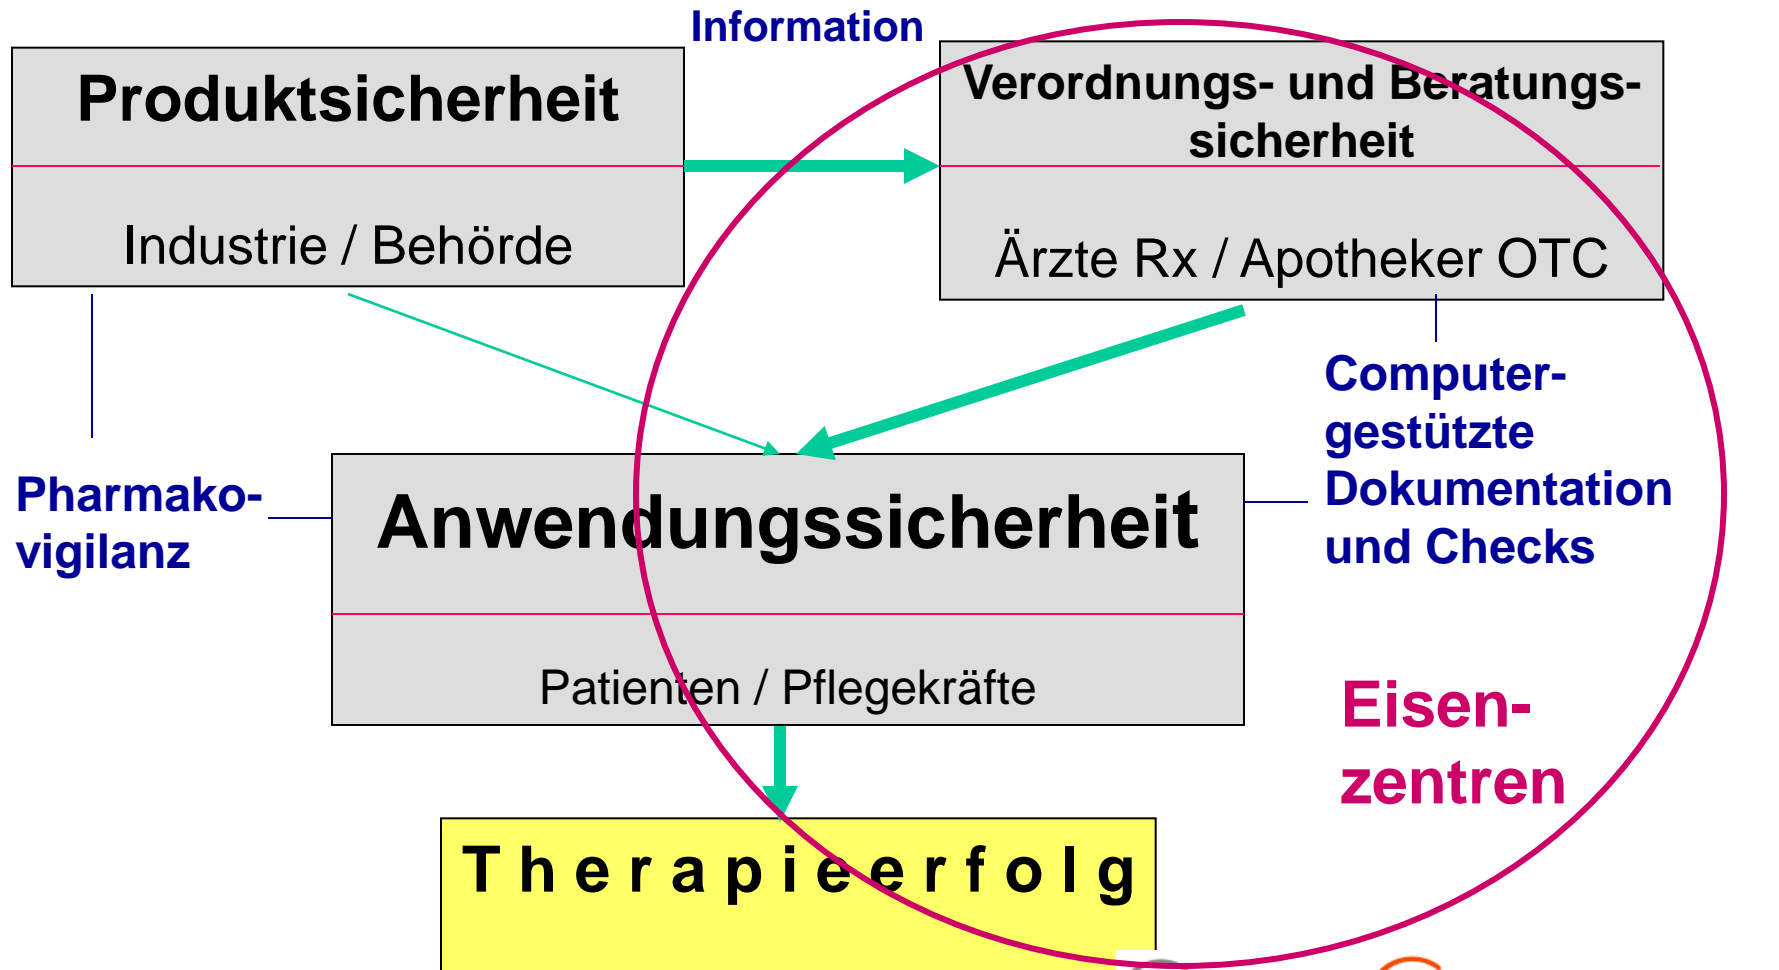 Information
Produktsicherheit
Industrie / Behörde
Verordnungs- und Beratungs-
sicherheit
Ärzte Rx / Apotheker OTC
Computer-
gestützte
Dokumentation
und Checks
Pharmako-
vigilanz
Anwendungssicherheit
Patienten / Pflegekräfte
Eisen-
zentren
T h e r a p i e e r f o l g